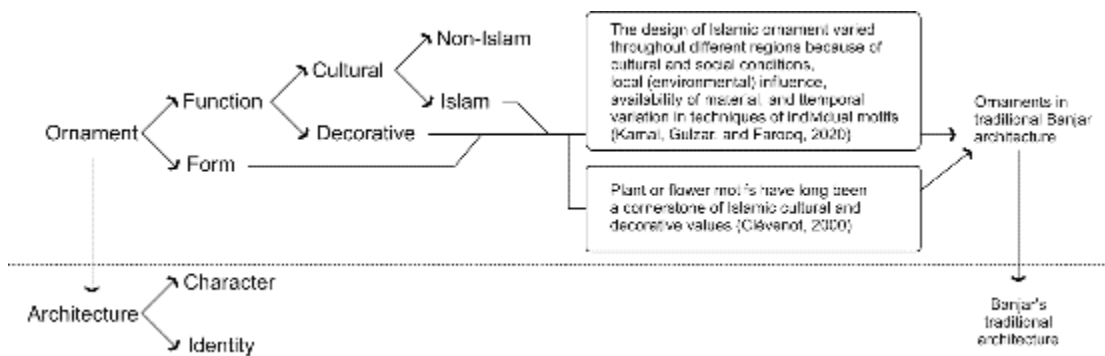 Ornament
Function
Form
Cultural
Decorative
Non-Islam
Islam
The design of Islamic ornament varied
throughout different regions because of
cultural and social conditions,
local (environmental) influence,
availability of material, and ttemporal
variation in techniques of individual motifs
(Kamal, Gulzar, and Farooq, 2020)
Plant or flower motifs have long been
a cornerstone of Islamic cultural and
decorative values (Clévenot, 2000)
Ornaments in
traditional Banjar
architecture
Architecture
Character
Identity
Banjar's
traditional
architecture